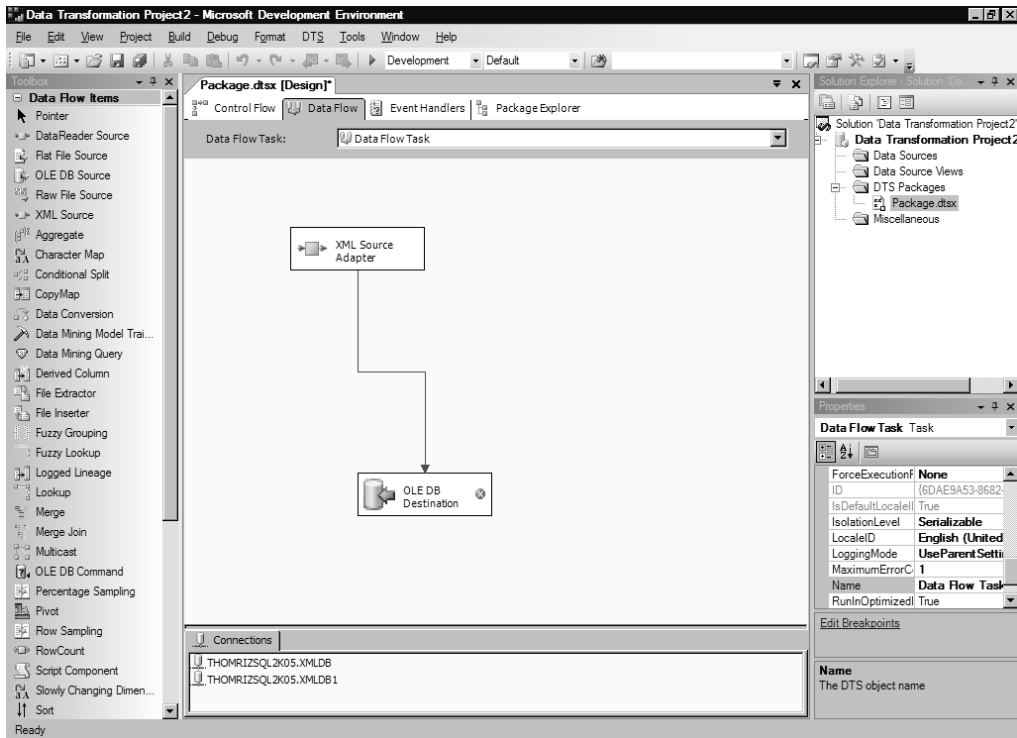 Data Transformation Project2 - Microsoft Development Environment
File Edit View Project Build Debug Format DTS Tools Window Help
Development Default
Toolbox
Data Flow Items
Pointer
DataReader Source
Flat File Source
OLE DB Source
Raw File Source
XML Source
Aggregate
Character Map
Conditional Split
CopyMap
Data Conversion
Data Mining Model Trai...
Data Mining Query
Derived Column
File Extractor
File Inserter
Fuzzy Grouping
Fuzzy Lookup
Logged Lineage
Lookup
Merge
Merge Join
Multicast
OLE DB Command
Percentage Sampling
Pivot
Row Sampling
RowCount
Script Component
Slowly Changing Dimen...
Sort
Package.dtsx [Design]*
Control Flow Data Flow Event Handlers Package Explorer
Data Flow Task: Data Flow Task
XML Source
Adapter
OLE DB
Destination
Connections
THOMRIZSQL2K05.XMLDB
THOMRIZSQL2K05.XMLDB1
Solution Explorer - Solution 'Da...
Solution 'Data Transformation Project2'
Data Transformation Project2
Data Sources
Data Source Views
DTS Packages
Package.dtsx
Miscellaneous
Properties
Data Flow Task Task
ForceExecutionR None
ID {6DAE9A53-8682-
IsDefaultLocaleII True
IsolationLevel Serializable
LocaleID English (United
LoggingMode UseParentSettin
MaximumErrorC 1
Name Data Flow Task
RunInOptimizedI True
Edit Breakpoints
Name
The DTS object name
Ready